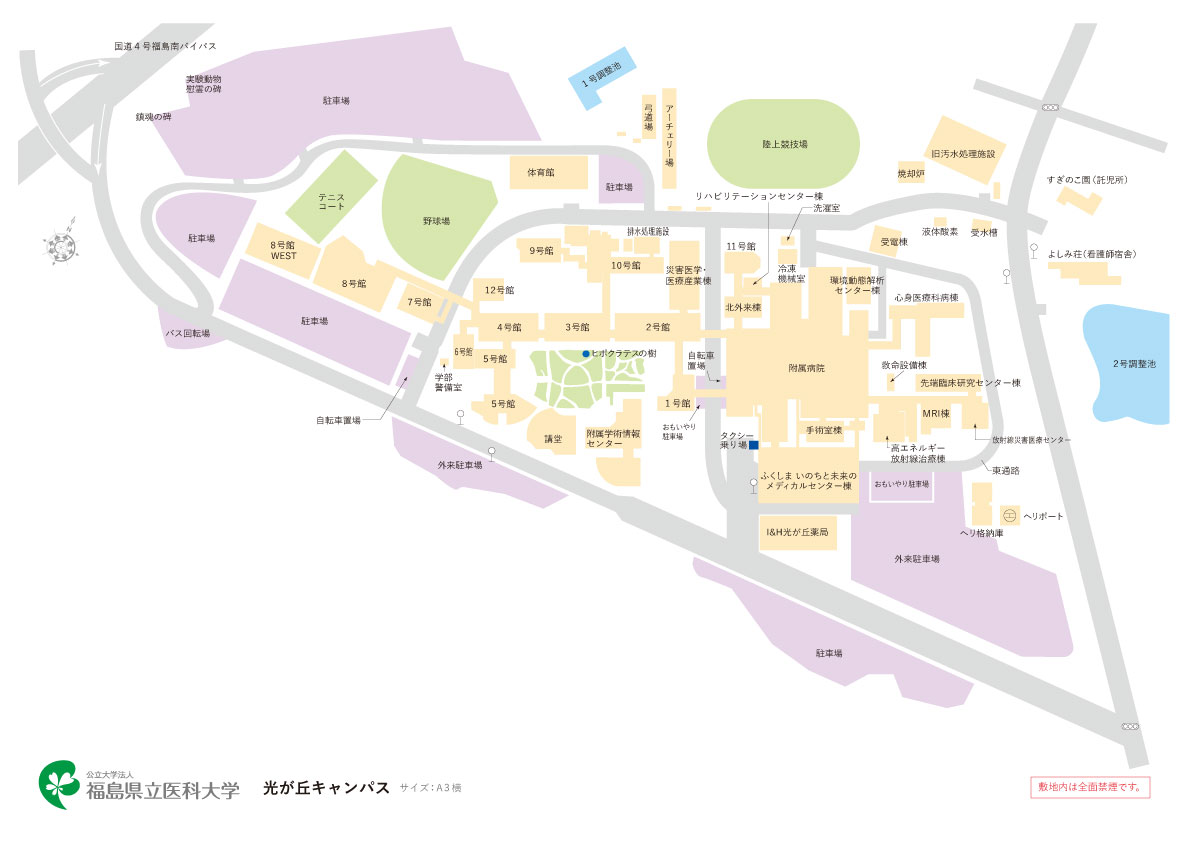 国道４号福島南バイパス
実験動物
慰霊の碑
鎮魂の碑
駐車場
１号調整池
弓道場
アーチェリー場
陸上競技場
旧汚水処理施設
焼却炉
すぎのこ園（託児所）
体育館
駐車場
リハビリテーションセンター棟
洗濯室
テニス
コート
野球場
駐車場
8号館
WEST
8号館
7号館
9号館
排水処理施設
10号館
災害医学・
医療産業棟
11号館
冷凍
機械室
受電棟
液体酸素
受水槽
よしみ荘（看護師宿舎）
環境動態解析
センター棟
心身医療科病棟
12号館
北外来棟
駐車場
バス回転場
4号館
3号館
2号館
6号館
5号館
ヒポクラテスの樹
自転車
置場
附属病院
救命設備棟
先端臨床研究センター棟
2号調整池
学部
警備室
自転車置場
5号館
1号館
おもいやり
駐車場
MRI棟
講堂
附属学術情報
センター
タクシー
乗り場
手術室棟
高エネルギー
放射線治療棟
放射線災害医療センター
外来駐車場
東通路
ふくしま いのちと未来の
メディカルセンター棟
おもいやり駐車場
I&H光が丘薬局
ヘリポート
ヘリ格納庫
外来駐車場
駐車場
公立大学法人
福島県立医科大学
光が丘キャンパス サイズ：A３横
敷地内は全面禁煙です。